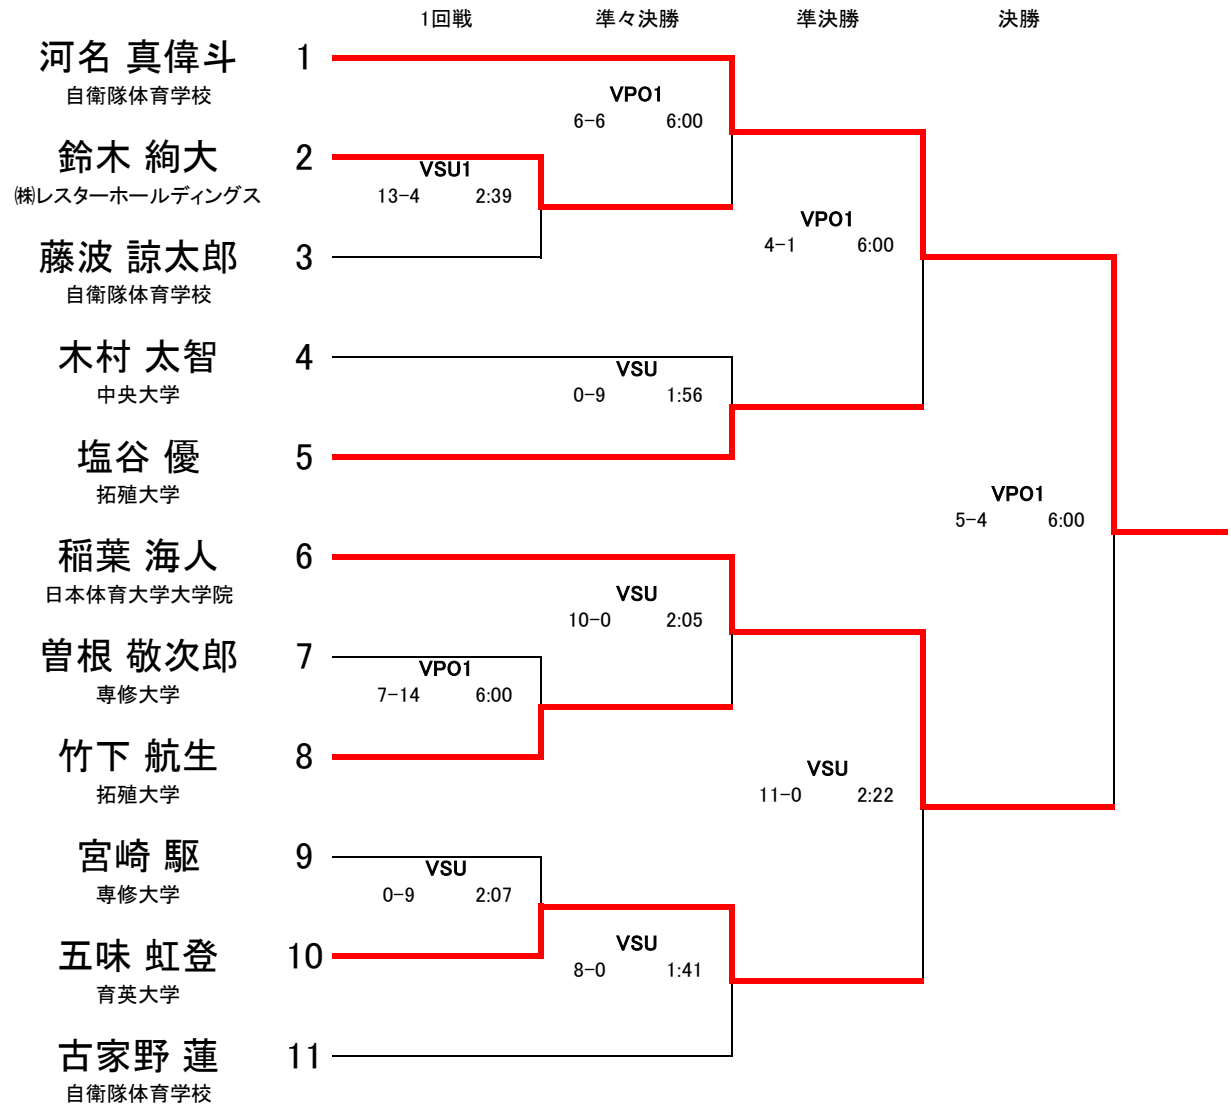 1回戦 準々決勝 準決勝 決勝
河名 真偉斗 1
自衛隊体育学校
VPO1
6-6 6:00
鈴木 絢大 2
VSU1
㈱レスターホールディングス
13-4 2:39
VPO1
4-1 6:00
藤波 諒太郎 3
自衛隊体育学校
木村 太智 4
VSU
中央大学
0-9 1:56
塩谷 優 5
拓殖大学
VPO1
5-4 6:00
稲葉 海人 6
日本体育大学大学院
VSU
10-0 2:05
曽根 敬次郎 7
VPO1
専修大学
7-14 6:00
竹下 航生 8
拓殖大学
VSU
11-0 2:22
宮崎 駆 9
VSU
専修大学
0-9 2:07
五味 虹登 10
VSU
8-0 1:41
育英大学
古家野 蓮 11
自衛隊体育学校